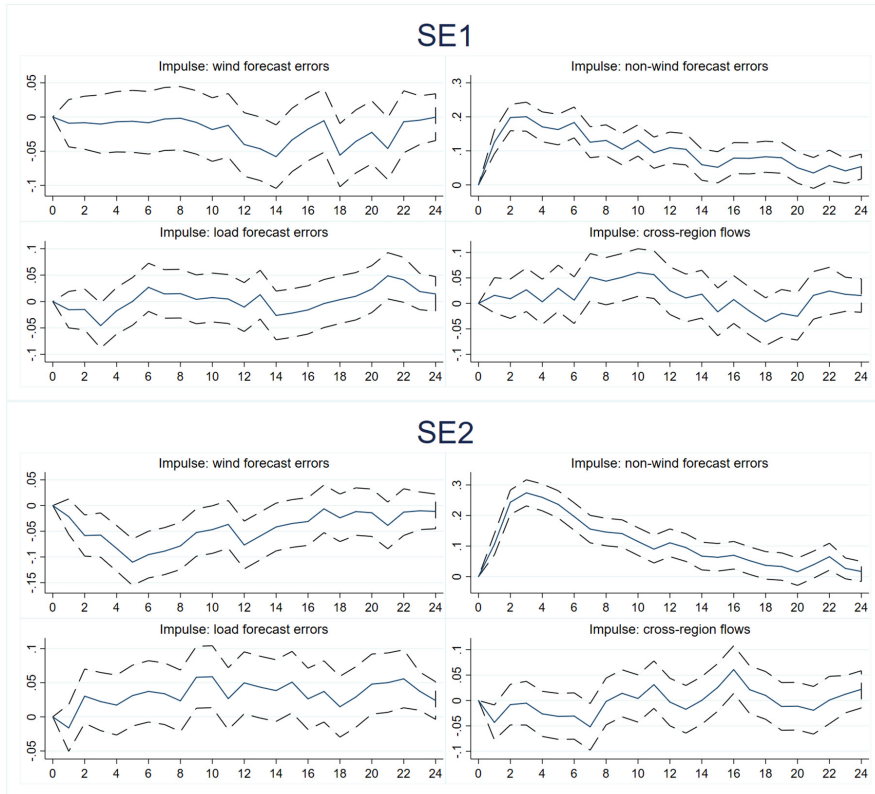 SE1
Impulse: wind forecast errors
.05
0
-.05
-.1
0 2 4 6 8 10 12 14 16 18 20 22 24
Impulse: non-wind forecast errors
.3
.2
.1
0
0 2 4 6 8 10 12 14 16 18 20 22 24
Impulse: load forecast errors
.1
.05
0
-.05
-.1
0 2 4 6 8 10 12 14 16 18 20 22 24
Impulse: cross-region flows
.1
.05
0
-.05
-.1
0 2 4 6 8 10 12 14 16 18 20 22 24
SE2
Impulse: wind forecast errors
.05
0
-.05
-.1
-.15
0 2 4 6 8 10 12 14 16 18 20 22 24
Impulse: non-wind forecast errors
.3
.2
.1
0
0 2 4 6 8 10 12 14 16 18 20 22 24
Impulse: load forecast errors
.1
.05
0
-.05
0 2 4 6 8 10 12 14 16 18 20 22 24
Impulse: cross-region flows
.1
.05
0
-.05
-.1
0 2 4 6 8 10 12 14 16 18 20 22 24